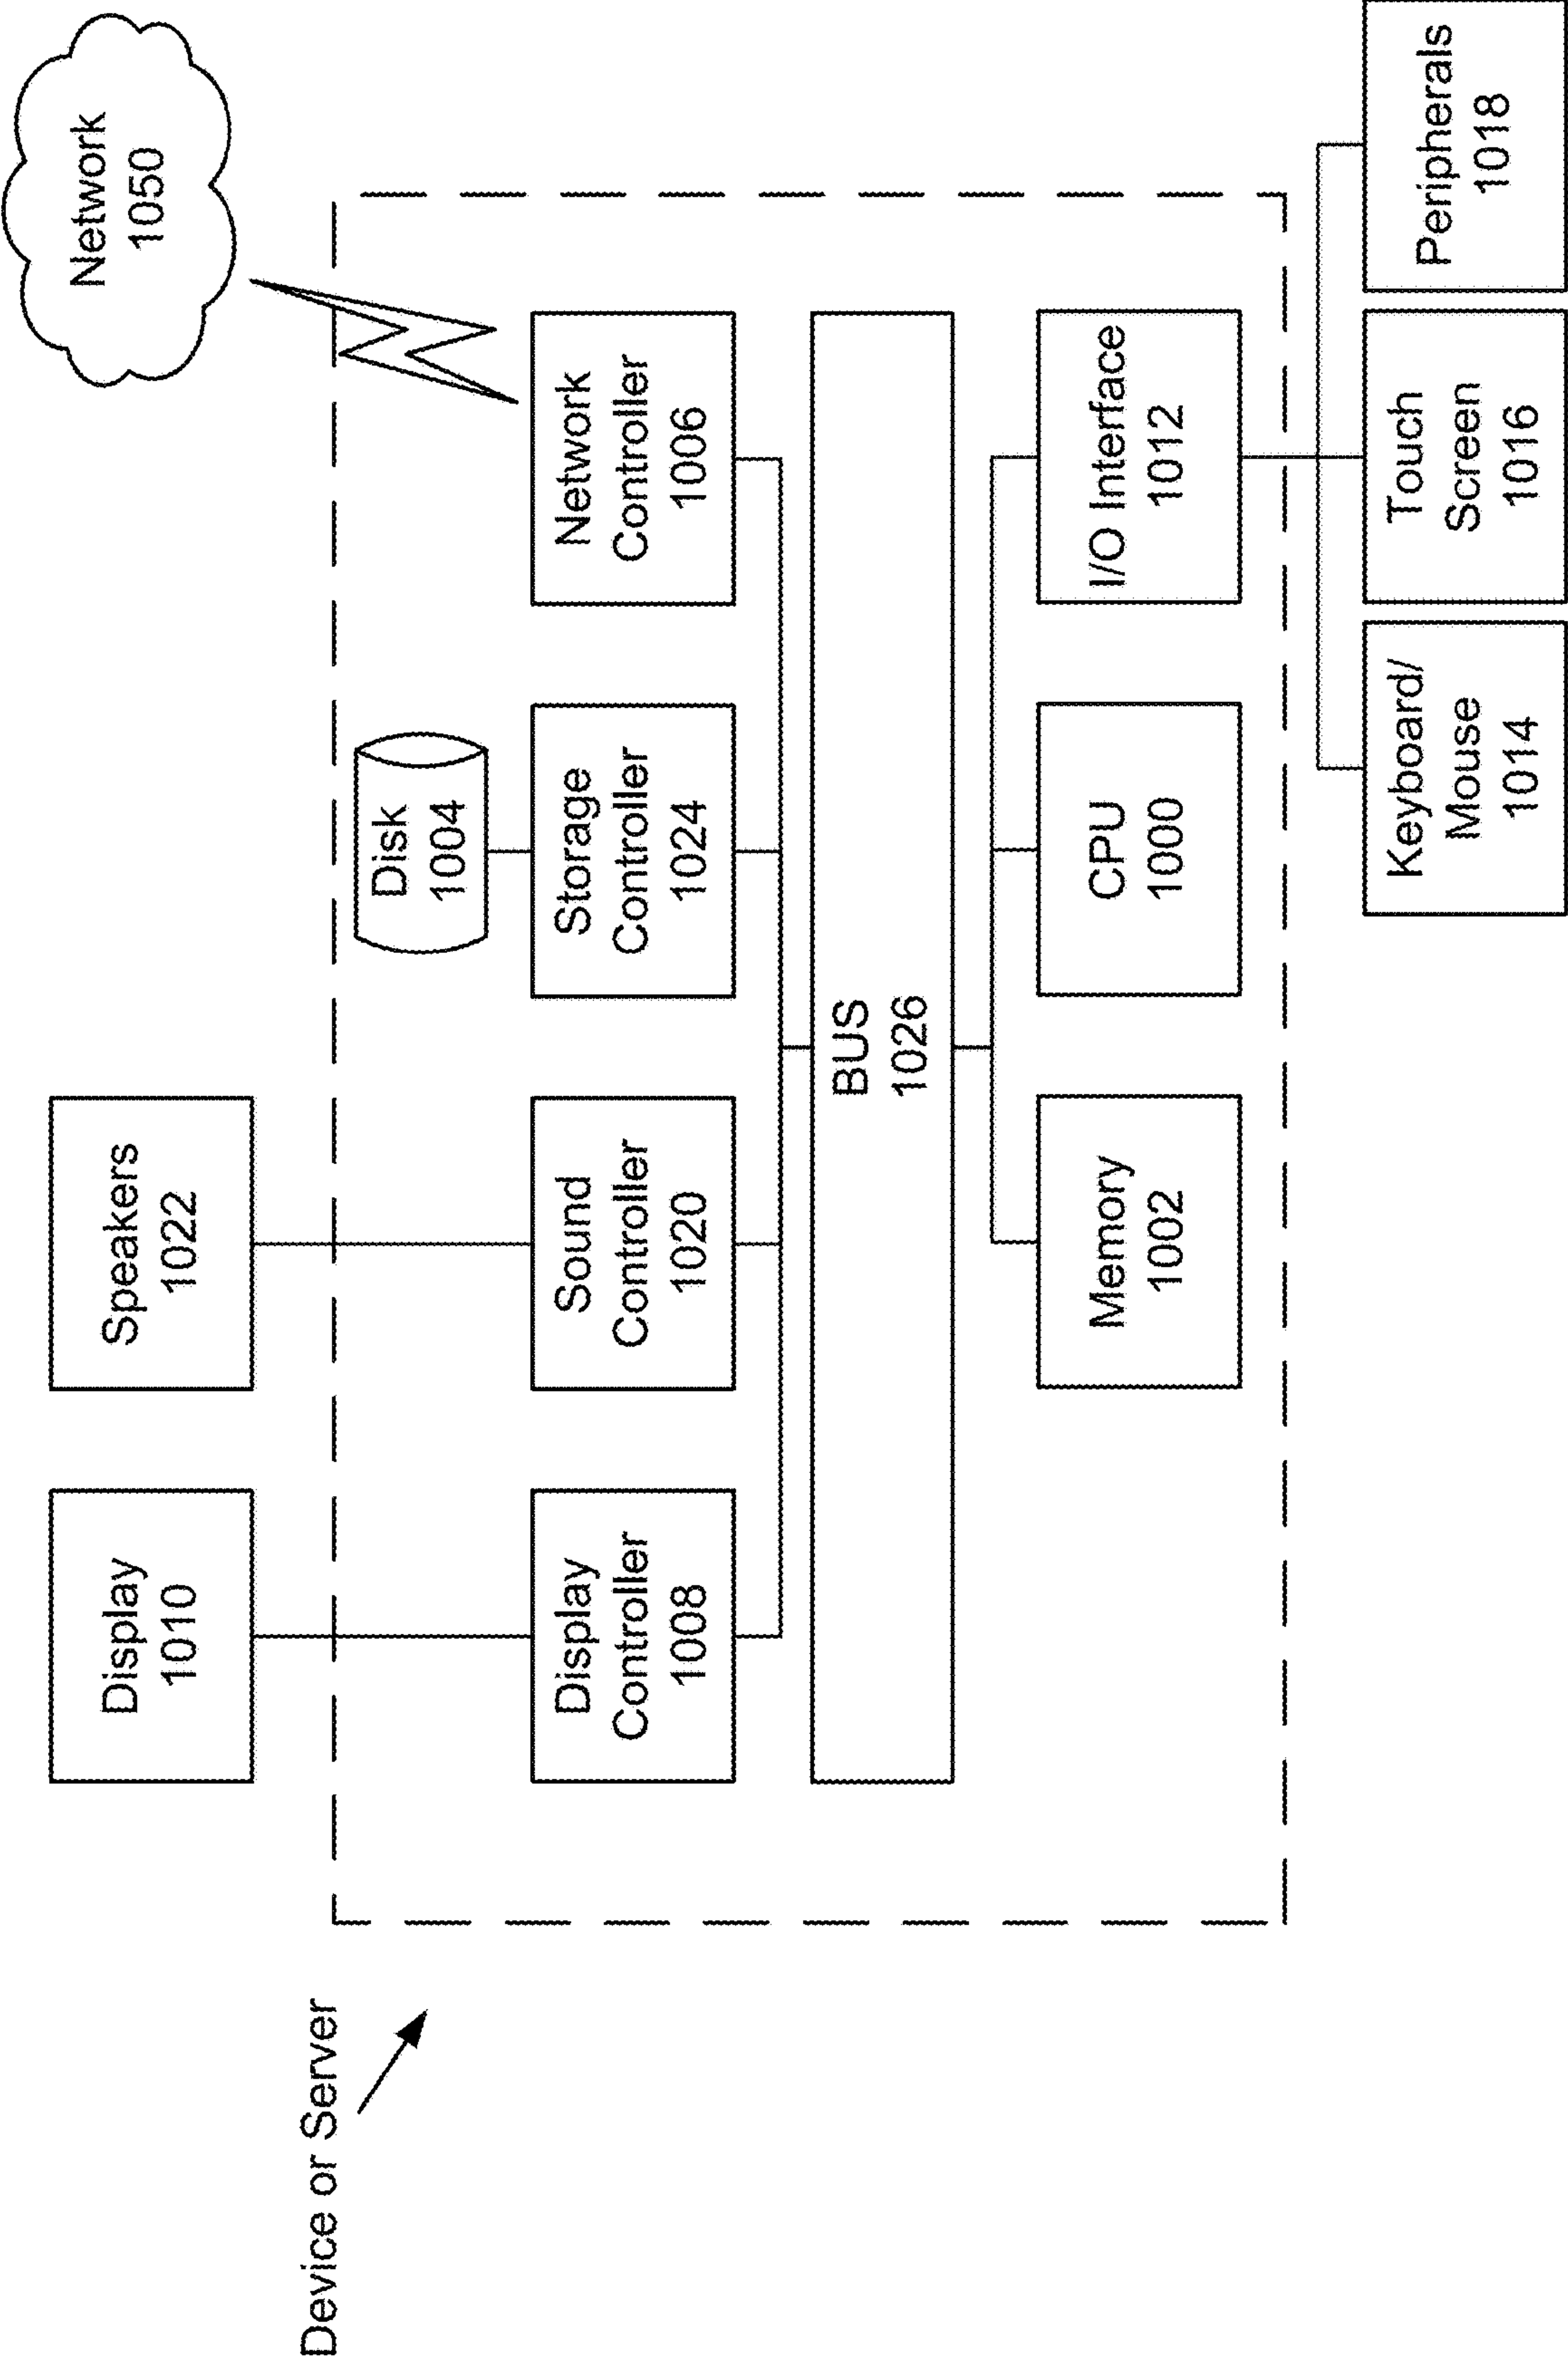 Device or Server
Display
1010
Speakers
1022
Network
1050
Disk
1004
Display
Controller
1008
Sound
Controller
1020
Storage
Controller
1024
Network
Controller
1006
BUS
1026
Memory
1002
CPU
1000
I/O Interface
1012
Keyboard/
Mouse
1014
Touch
Screen
1016
Peripherals
1018